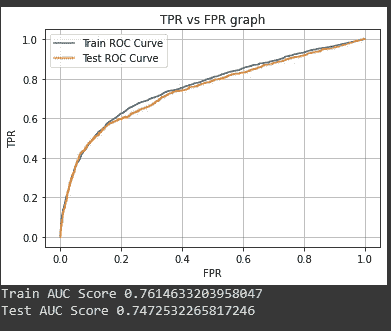 TPR vs FPR graph
Train ROC Curve
Test ROC Curve
1.0
0.8
0.6
0.4
0.2
0.0
TPR
0.0 0.2 0.4 0.6 0.8 1.0
FPR
Train AUC Score 0.7614633203958047
Test AUC Score 0.7472532265817246